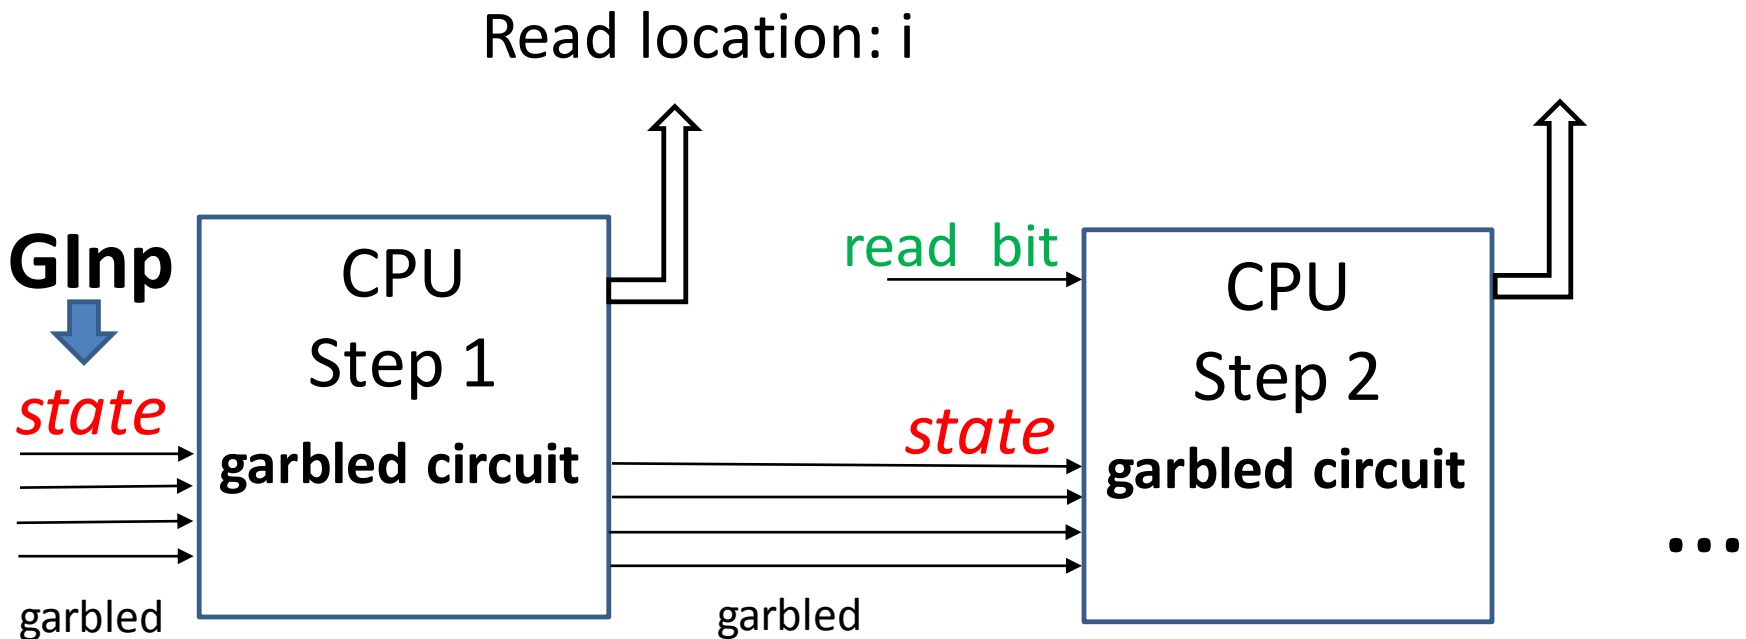 Read location: i
GInp
state
CPU
Step 1
garbled circuit
garbled
read bit
state
garbled
CPU
Step 2
garbled circuit
...